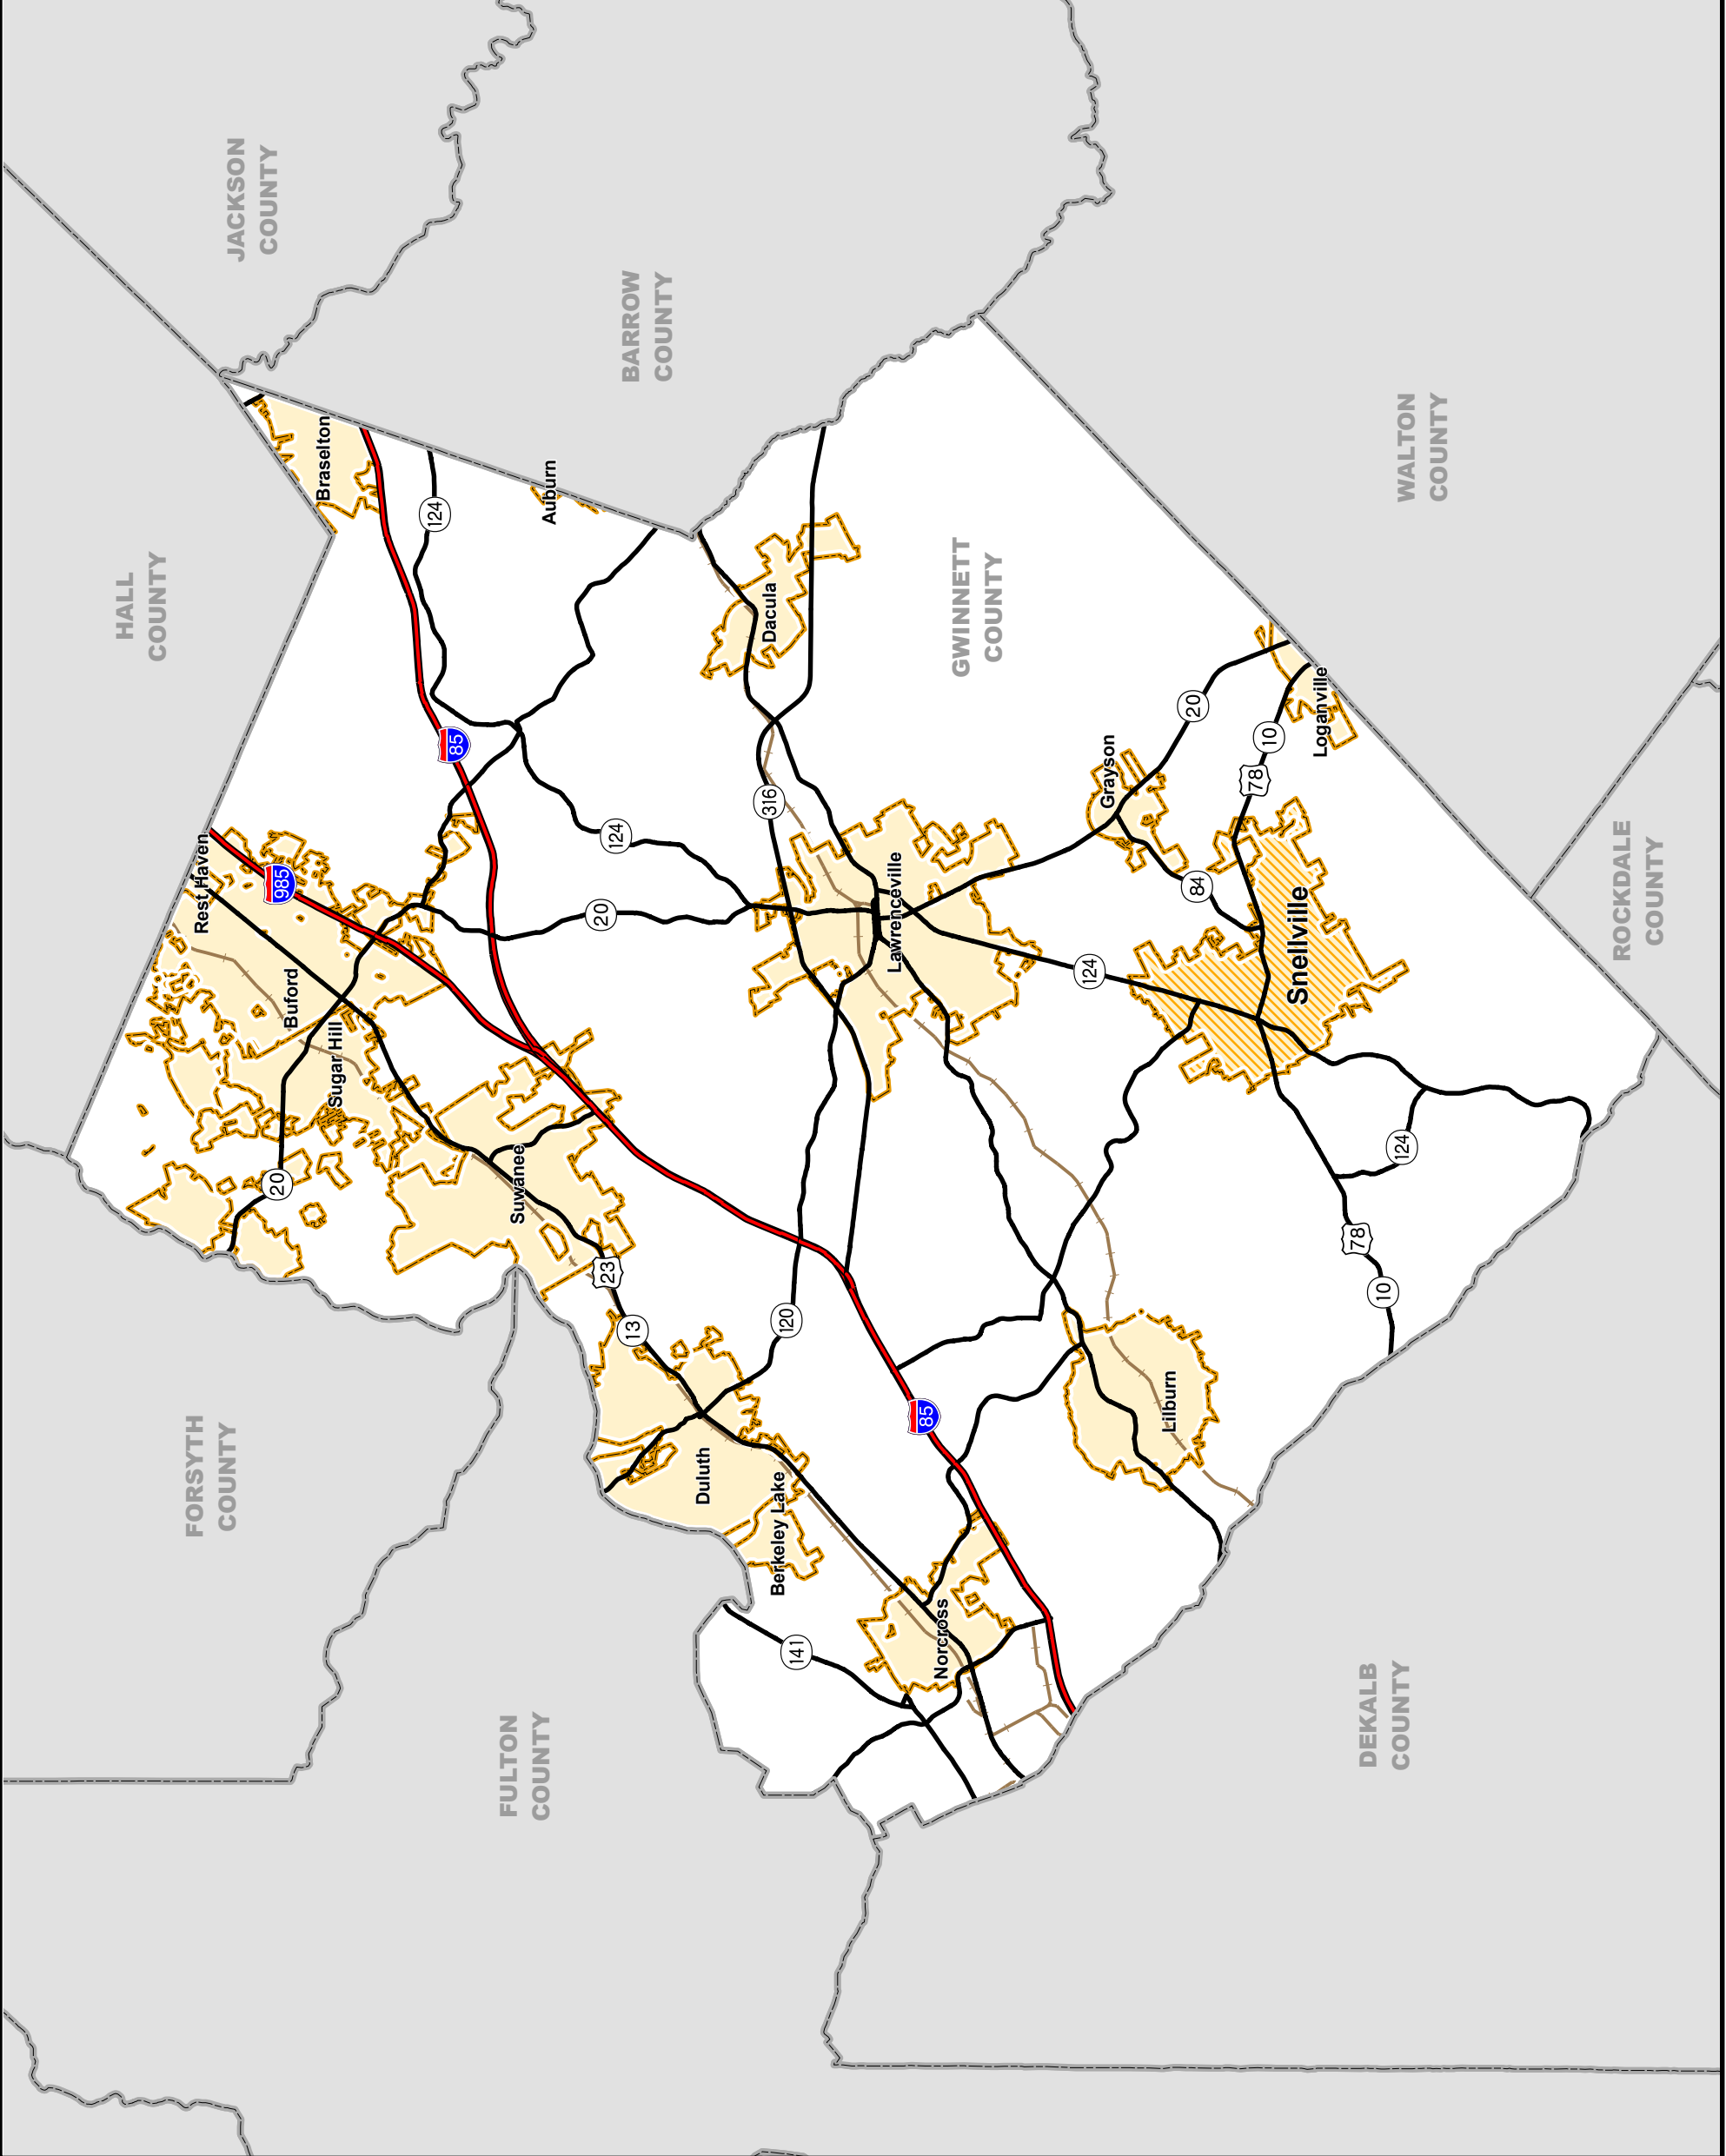 HALL
COUNTY
JACKSON
COUNTY
BARROW
COUNTY
FORSYTH
COUNTY
FULTON
COUNTY
GWINNETT
COUNTY
WALTON
COUNTY
ROCKDALE
COUNTY
DEKALB
COUNTY
Braselton
Auburn
Rest Haven
Buford
Sugar Hill
Suwanee
Duluth
Berkeley Lake
Norcross
Lilburn
Lawrenceville
Dacula
Grayson
Loganville
Snellville
124
85
985
20
124
20
316
20
23
13
120
141
85
124
84
20
10
78
124
78
10